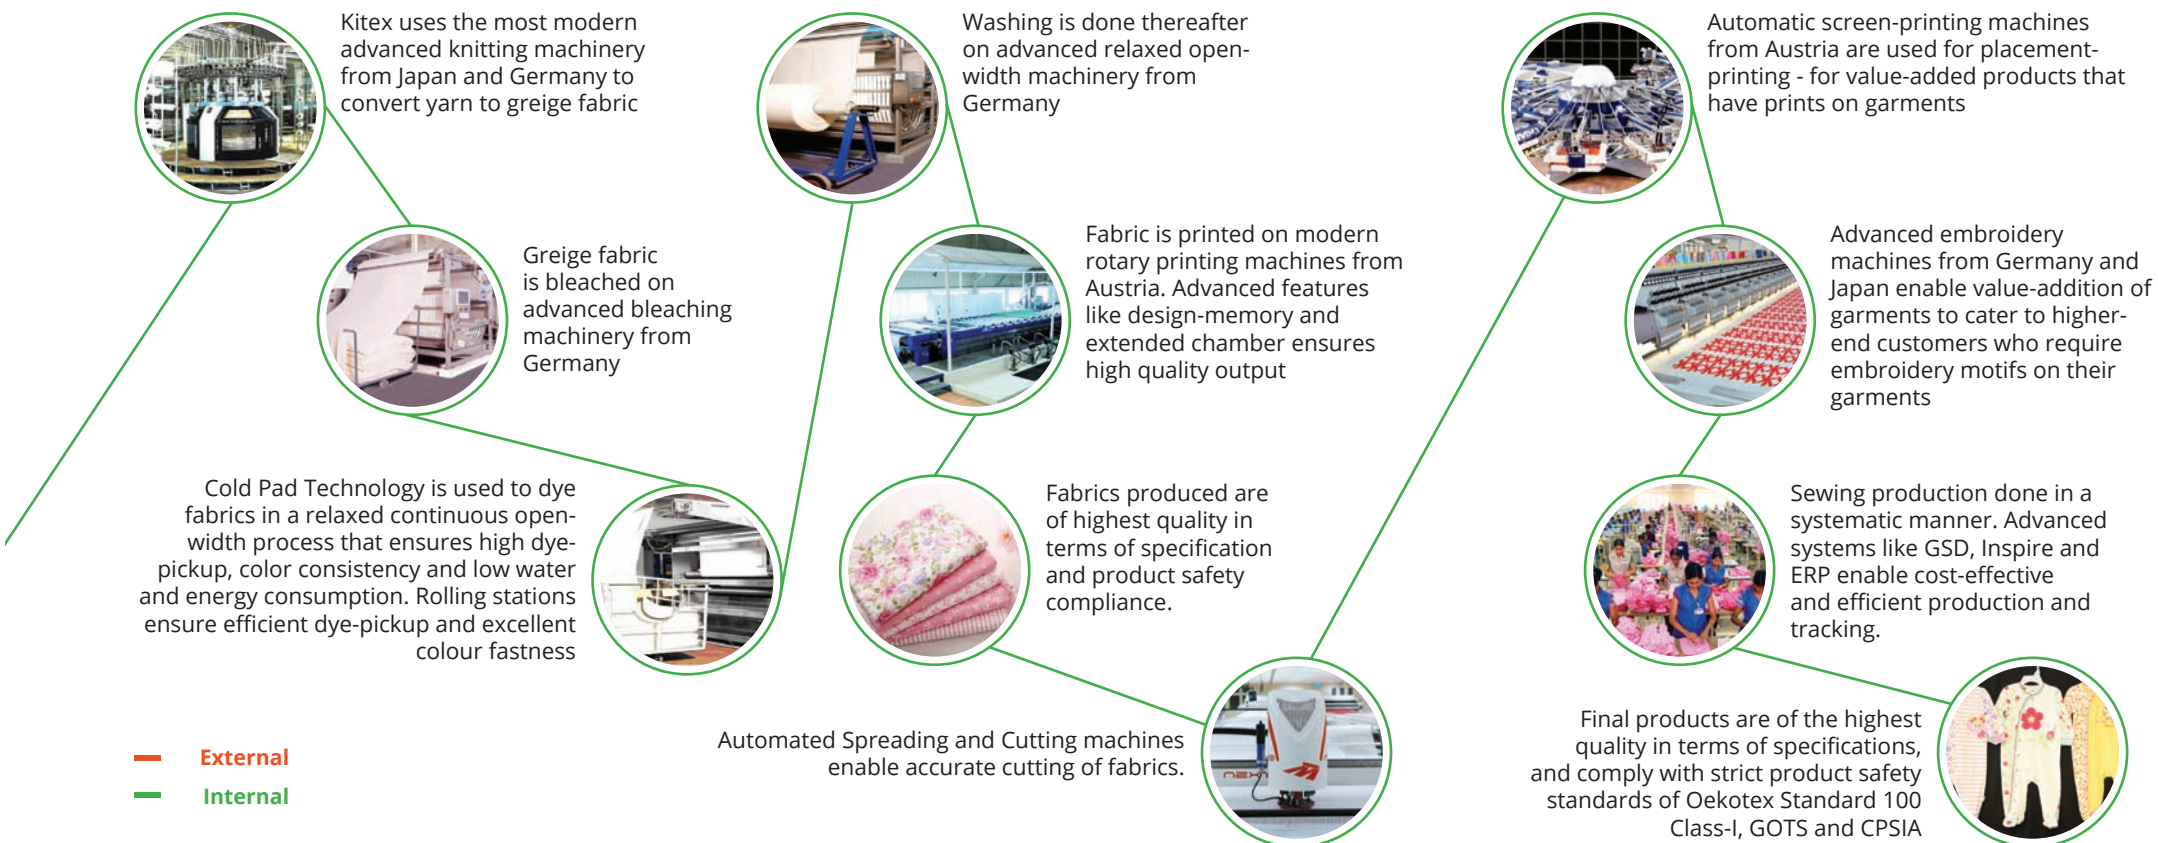 Kitex uses the most modern
advanced knitting machinery
from Japan and Germany to
convert yarn to greige fabric
Greige fabric
is bleached on
advanced bleaching
machinery from
Germany
Cold Pad Technology is used to dye
fabrics in a relaxed continuous open-
width process that ensures high dye-
pickup, color consistency and low water
and energy consumption. Rolling stations
ensure efficient dye-pickup and excellent
colour fastness
Washing is done thereafter
on advanced relaxed open-
width machinery from
Germany
Fabric is printed on modern
rotary printing machines from
Austria. Advanced features
like design-memory and
extended chamber ensures
high quality output
Fabrics produced are
of highest quality in
terms of specification
and product safety
compliance.
Automated Spreading and Cutting machines
enable accurate cutting of fabrics.
Automatic screen-printing machines
from Austria are used for placement-
printing - for value-added products that
have prints on garments
Advanced embroidery
machines from Germany and
Japan enable value-addition of
garments to cater to higher-
end customers who require
embroidery motifs on their
garments
Sewing production done in a
systematic manner. Advanced
systems like GSD, Inspire and
ERP enable cost-effective
and efficient production and
tracking.
Final products are of the highest
quality in terms of specifications,
and comply with strict product safety
standards of Oekotex Standard 100
Class-I, GOTS and CPSIA
External
Internal